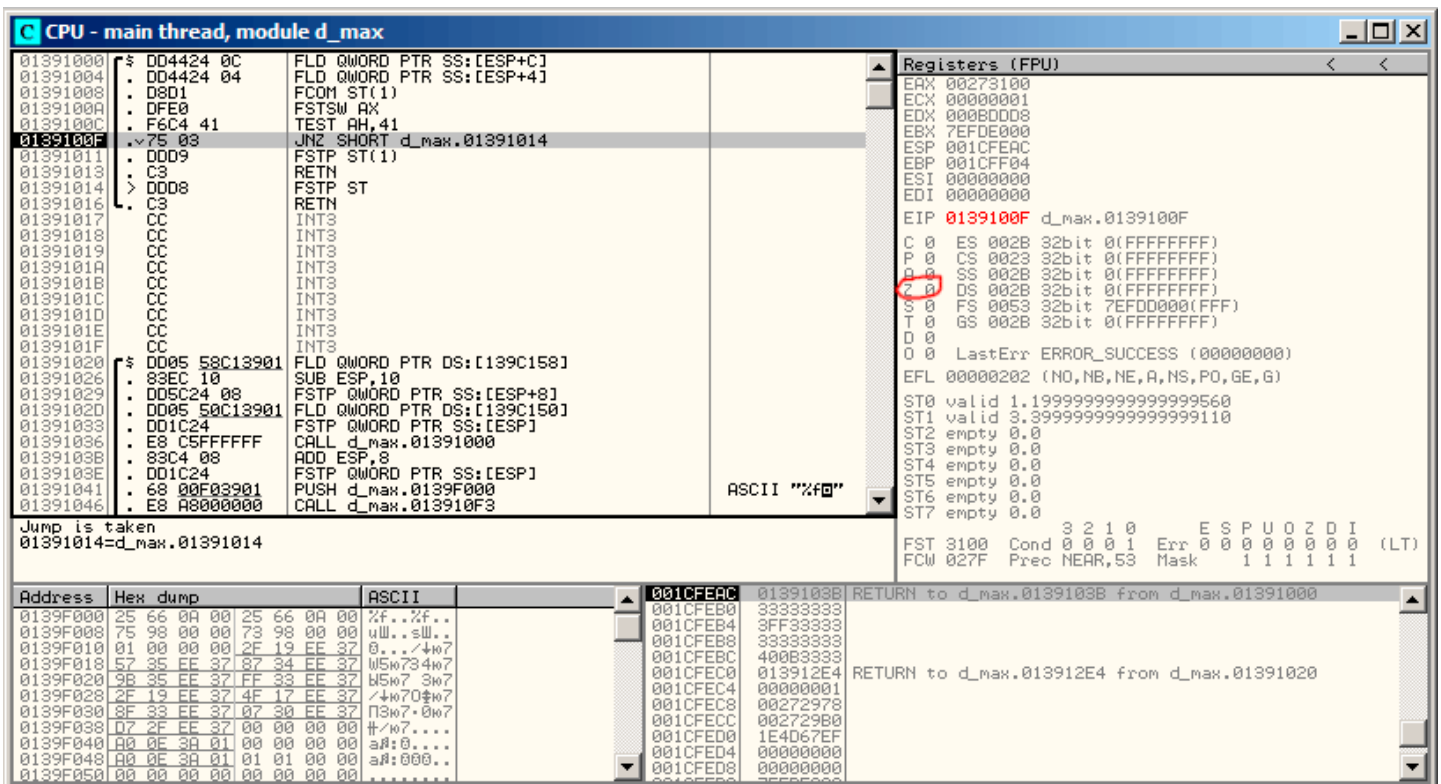 CPU - main thread, module d_max
01391000 $ DD4424 0C FLD QWORD PTR SS:[ESP+C]
01391004 . DD4424 04 FLD QWORD PTR SS:[ESP+4]
01391008 . D8D1 FCOM ST(1)
0139100A . DFE0 FSTSW AX
0139100C . F6C4 41 TEST AH,41
0139100F .v75 03 JNZ SHORT d_max.01391014
01391011 . DDD9 FSTP ST(1)
01391013 . C3 RETN
01391014 > DDD8 FSTP ST
01391016 . C3 RETN
01391017 CC INT3
01391018 CC INT3
01391019 CC INT3
0139101A CC INT3
0139101B CC INT3
0139101C CC INT3
0139101D CC INT3
0139101E CC INT3
0139101F CC INT3
01391020 $ DD05 58C13901 FLD QWORD PTR DS:[139C158]
01391026 . 83EC 10 SUB ESP,10
01391029 . DD5C24 08 FSTP QWORD PTR SS:[ESP+8]
0139102D . DD05 50C13901 FLD QWORD PTR DS:[139C150]
01391033 . DD1C24 FSTP QWORD PTR SS:[ESP]
01391036 . E8 C5FFFFFF CALL d_max.01391000
0139103B . 83C4 08 ADD ESP,8
0139103E . DD1C24 FSTP QWORD PTR SS:[ESP]
01391041 . 68 00F03901 PUSH d_max.0139F000 ASCII "%f◙"
01391046 . E8 A8000000 CALL d_max.013910F3
Jump is taken
01391014=d_max.01391014
Registers (FPU) < <
EAX 00273100
ECX 00000001
EDX 000BDDD8
EBX 7EFDE000
ESP 001CFEAC
EBP 001CFF04
ESI 00000000
EDI 00000000
EIP 0139100F d_max.0139100F
C 0 ES 002B 32bit 0(FFFFFFFF)
P 0 CS 0023 32bit 0(FFFFFFFF)
A 0 SS 002B 32bit 0(FFFFFFFF)
Z 0 DS 002B 32bit 0(FFFFFFFF)
S 0 FS 0053 32bit 7EFDD000(FFF)
T 0 GS 002B 32bit 0(FFFFFFFF)
D 0
O 0 LastErr ERROR_SUCCESS (00000000)
EFL 00000202 (NO,NB,NE,A,NS,PO,GE,G)
ST0 valid 1.1999999999999999560
ST1 valid 3.3999999999999999110
ST2 empty 0.0
ST3 empty 0.0
ST4 empty 0.0
ST5 empty 0.0
ST6 empty 0.0
ST7 empty 0.0
3 2 1 0 E S P U O Z D I
FST 3100 Cond 0 0 0 1 Err 0 0 0 0 0 0 0 0 (LT)
FCW 027F Prec NEAR,53 Mask 1 1 1 1 1 1
Address Hex dump ASCII
0139F000 25 66 0A 00 25 66 0A 00 %f..%f..
0139F008 75 98 00 00 73 98 00 00 uШ..sШ..
0139F010 01 00 00 00 2F 19 EE 37 0.../↓ю7
0139F018 57 35 EE 37 87 34 EE 37 W5ю7З4ю7
0139F020 9B 35 EE 37 FF 33 EE 37 Ы5ю7 3ю7
0139F028 2F 19 EE 37 4F 17 EE 37 /↓ю7O‡ю7
0139F030 8F 33 EE 37 07 30 EE 37 П3ю7·0ю7
0139F038 D7 2F EE 37 00 00 00 00 ╫/ю7....
0139F040 A0 0E 3A 01 00 00 00 00 аЯ:0....
0139F048 A0 0E 3A 01 01 01 00 00 аЯ:000..
0139F050 00 00 00 00 00 00 00 00 ........
001CFEAC 0139103B RETURN to d_max.0139103B from d_max.01391000
001CFEB0 33333333
001CFEB4 3FF33333
001CFEB8 33333333
001CFEBC 400B3333
001CFEC0 013912E4 RETURN to d_max.013912E4 from d_max.01391020
001CFEC4 00000001
001CFEC8 00272978
001CFECC 002729B0
001CFED0 1E4D67EF
001CFED4 00000000
001CFED8 00000000